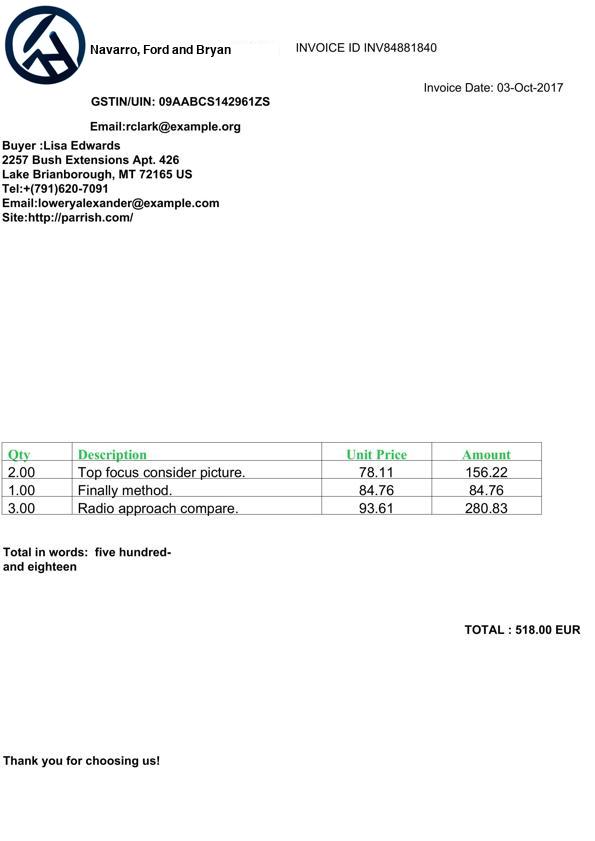 Navarro, Ford and Bryan
INVOICE ID INV84881840
Invoice Date: 03-Oct-2017
GSTIN/UIN: 09AABCS142961ZS
Email:rclark@example.org
Buyer :Lisa Edwards
2257 Bush Extensions Apt. 426
Lake Brianborough, MT 72165 US
Tel:+(791)620-7091
Email:loweryalexander@example.com
Site:http://parrish.com/
Qty Description Unit Price Amount
2.00 Top focus consider picture. 78.11 156.22
1.00 Finally method. 84.76 84.76
3.00 Radio approach compare. 93.61 280.83
Total in words: five hundred-
and eighteen
TOTAL : 518.00 EUR
Thank you for choosing us!